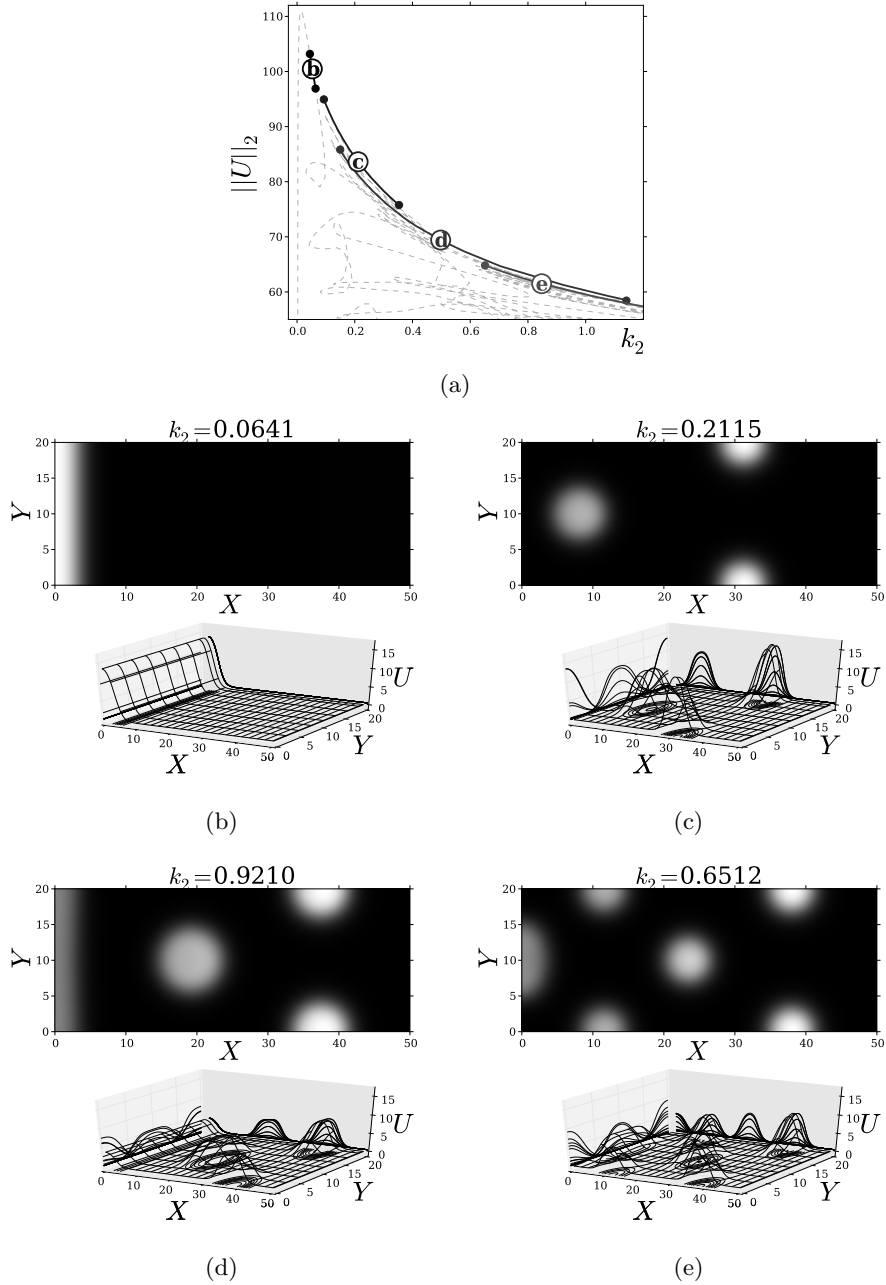 110
100
90
80
70
60
||U||₂
b
c
d
e
0.0 0.2 0.4 0.6 0.8 1.0
k₂
(a)
k₂=0.0641
20
15
10
5
0
Y
0 10 20 30 40 50
X
15
10
5
0
U
0 10 20 30 40 50
X
0 5 10 15 20
Y
(b)
k₂=0.2115
20
15
10
5
0
Y
0 10 20 30 40 50
X
15
10
5
0
U
0 10 20 30 40 50
X
0 5 10 15 20
Y
(c)
k₂=0.9210
20
15
10
5
0
Y
0 10 20 30 40 50
X
15
10
5
0
U
0 10 20 30 40 50
X
0 5 10 15 20
Y
(d)
k₂=0.6512
20
15
10
5
0
Y
0 10 20 30 40 50
X
15
10
5
0
U
0 10 20 30 40 50
X
0 5 10 15 20
Y
(e)